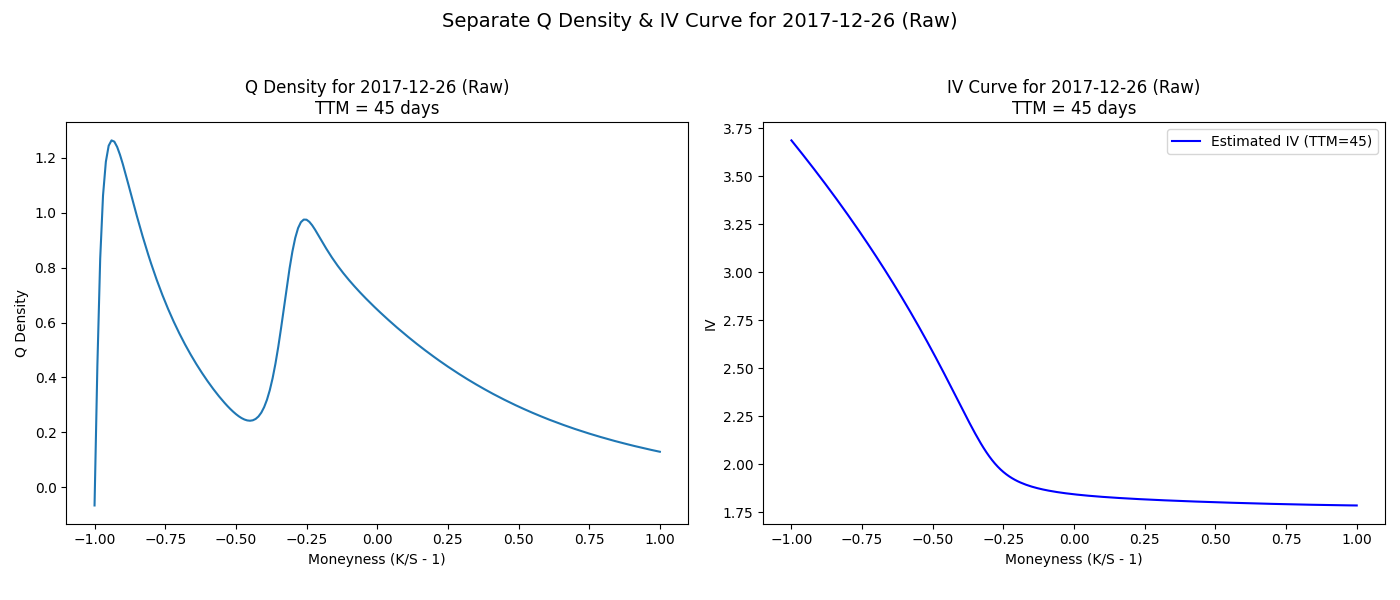 Separate Q Density & IV Curve for 2017-12-26 (Raw)
Q Density for 2017-12-26 (Raw)
TTM = 45 days
1.2
1.0
0.8
0.6
0.4
0.2
0.0
Q Density
−1.00 −0.75 −0.50 −0.25 0.00 0.25 0.50 0.75 1.00
Moneyness (K/S - 1)
IV Curve for 2017-12-26 (Raw)
TTM = 45 days
Estimated IV (TTM=45)
3.75
3.50
3.25
3.00
2.75
2.50
2.25
2.00
1.75
IV
−1.00 −0.75 −0.50 −0.25 0.00 0.25 0.50 0.75 1.00
Moneyness (K/S - 1)